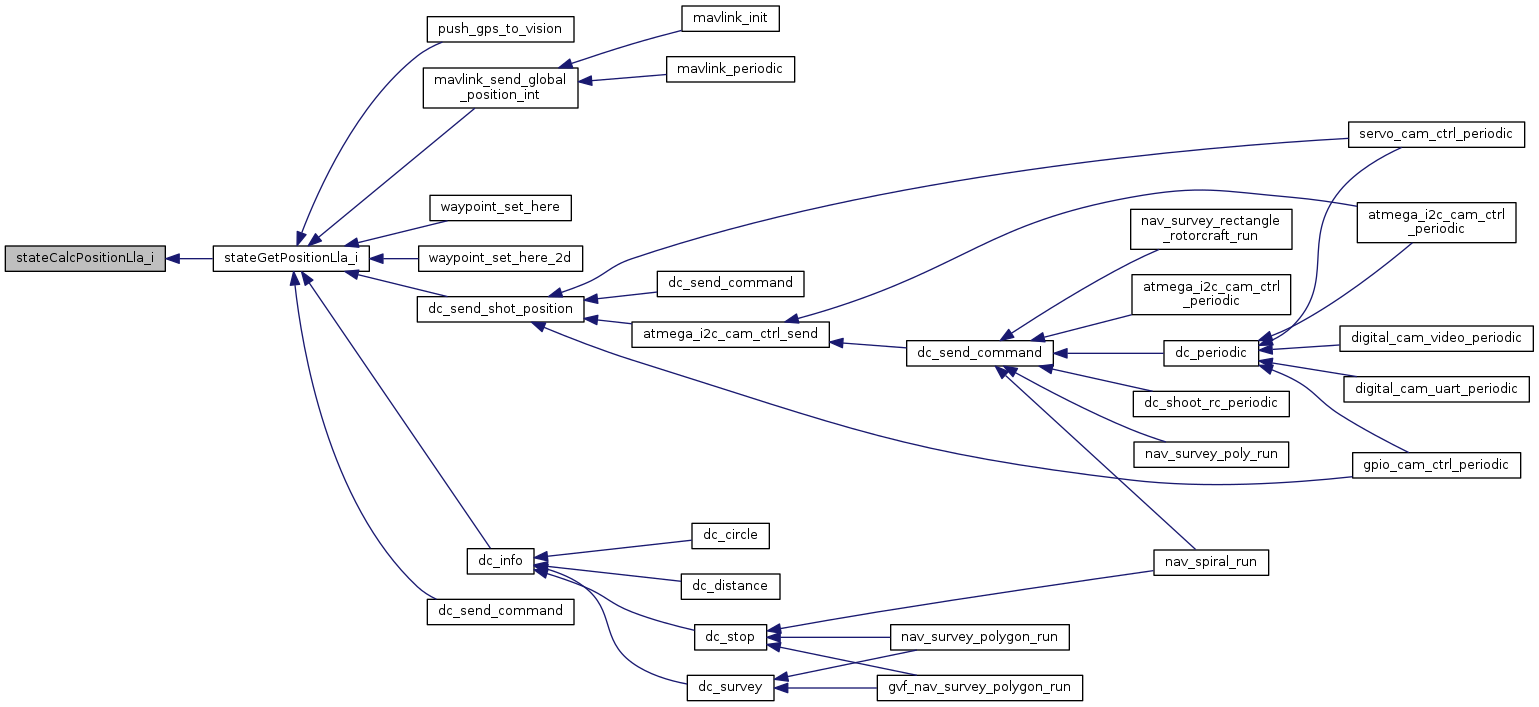 stateCalcPositionLla_i
stateGetPositionLla_i
push_gps_to_vision
mavlink_send_global
_position_int
mavlink_init
mavlink_periodic
waypoint_set_here
waypoint_set_here_2d
dc_send_shot_position
dc_send_command
atmega_i2c_cam_ctrl_send
dc_send_command
nav_survey_rectangle
_rotorcraft_run
atmega_i2c_cam_ctrl
_periodic
dc_periodic
dc_shoot_rc_periodic
nav_survey_poly_run
servo_cam_ctrl_periodic
atmega_i2c_cam_ctrl
_periodic
digital_cam_video_periodic
digital_cam_uart_periodic
gpio_cam_ctrl_periodic
nav_spiral_run
dc_info
dc_send_command
dc_circle
dc_distance
dc_stop
dc_survey
nav_survey_polygon_run
gvf_nav_survey_polygon_run